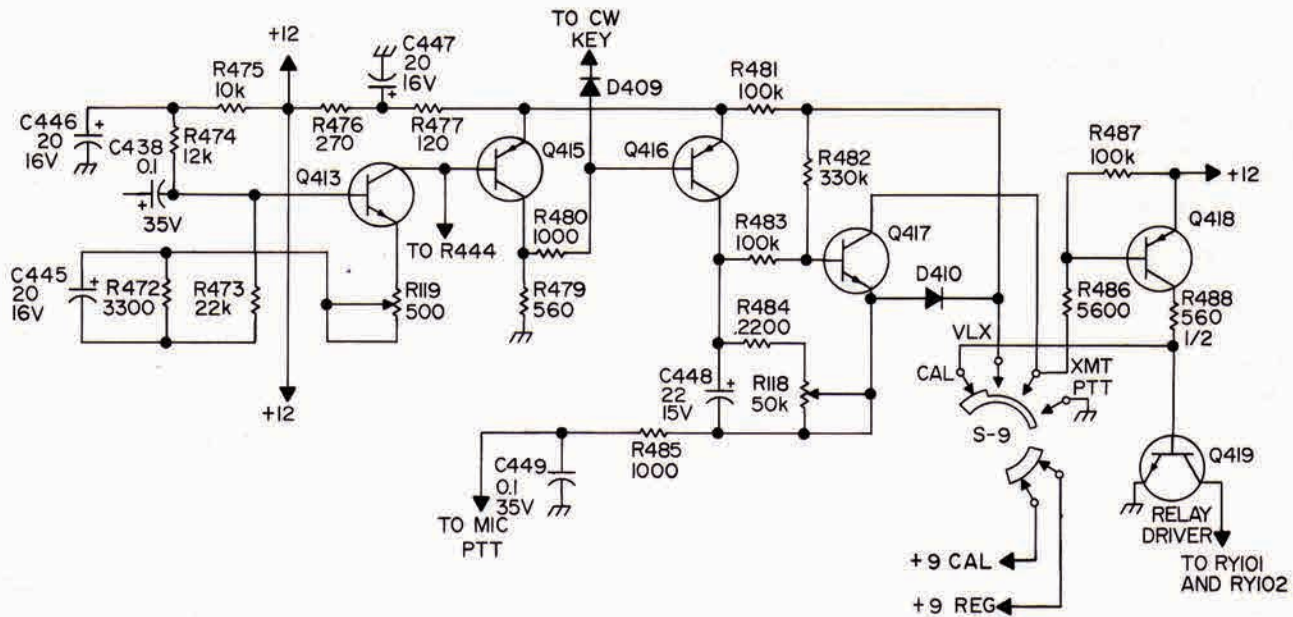 TO CW
KEY
+12
C447
20
16V
D409
R475
10k
R481
100k
C446
20
16V
R474
12k
C438
0.1
35V
R476
270
R477
120
Q413
Q415
Q416
R482
330k
R487
100k
+12
Q418
R480
1000
R483
100k
Q417
TO R444
D410
C445
20
16V
R472
3300
R473
22k
R119
500
R479
560
R484
2200
R486
5600
R488
560
1/2
VLX
CAL
XMT
PTT
C448
22
15V
R118
50k
S-9
+12
R485
1000
Q419
C449
0.1
35V
TO MIC
PTT
RELAY
DRIVER
TO RY101
AND RY102
+9 CAL
+9 REG